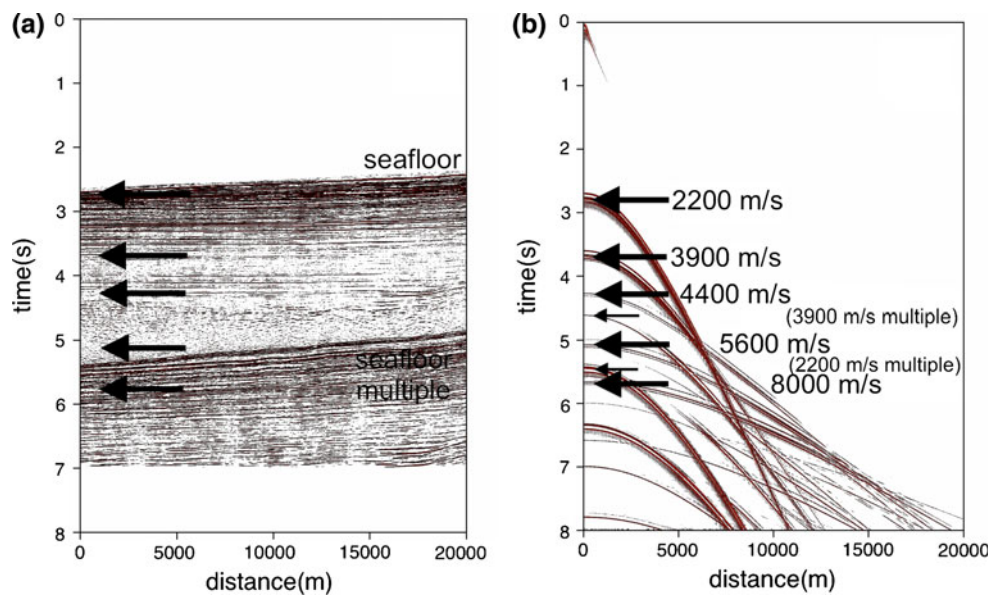 (a)
0
1
2
3
4
5
6
7
8
time(s)
seafloor
seafloor
multiple
0
5000
10000
15000
20000
distance(m)
(b)
0
1
2
3
4
5
6
7
8
time(s)
2200 m/s
3900 m/s
4400 m/s
(3900 m/s multiple)
5600 m/s
(2200 m/s multiple)
8000 m/s
0
5000
10000
15000
20000
distance(m)